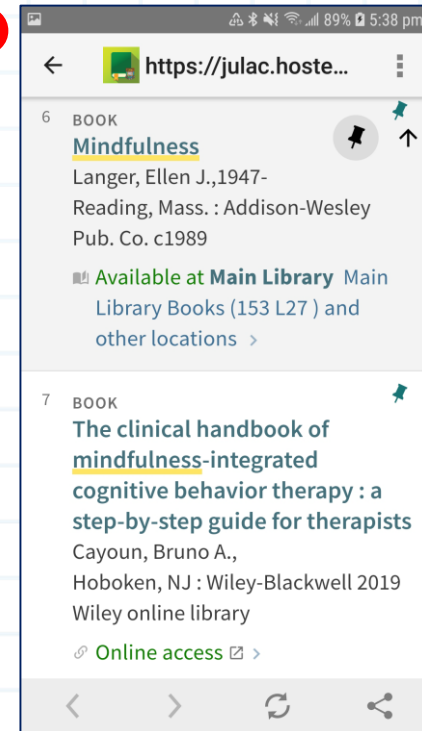 89% 5:38 pm
https://julac.hoste...
6 BOOK
Mindfulness
Langer, Ellen J.,1947-
Reading, Mass. : Addison-Wesley
Pub. Co. c1989
Available at Main Library Main
Library Books (153 L27 ) and
other locations >
7 BOOK
The clinical handbook of
mindfulness-integrated
cognitive behavior therapy : a
step-by-step guide for therapists
Cayoun, Bruno A.,
Hoboken, NJ : Wiley-Blackwell 2019
Wiley online library
Online access >